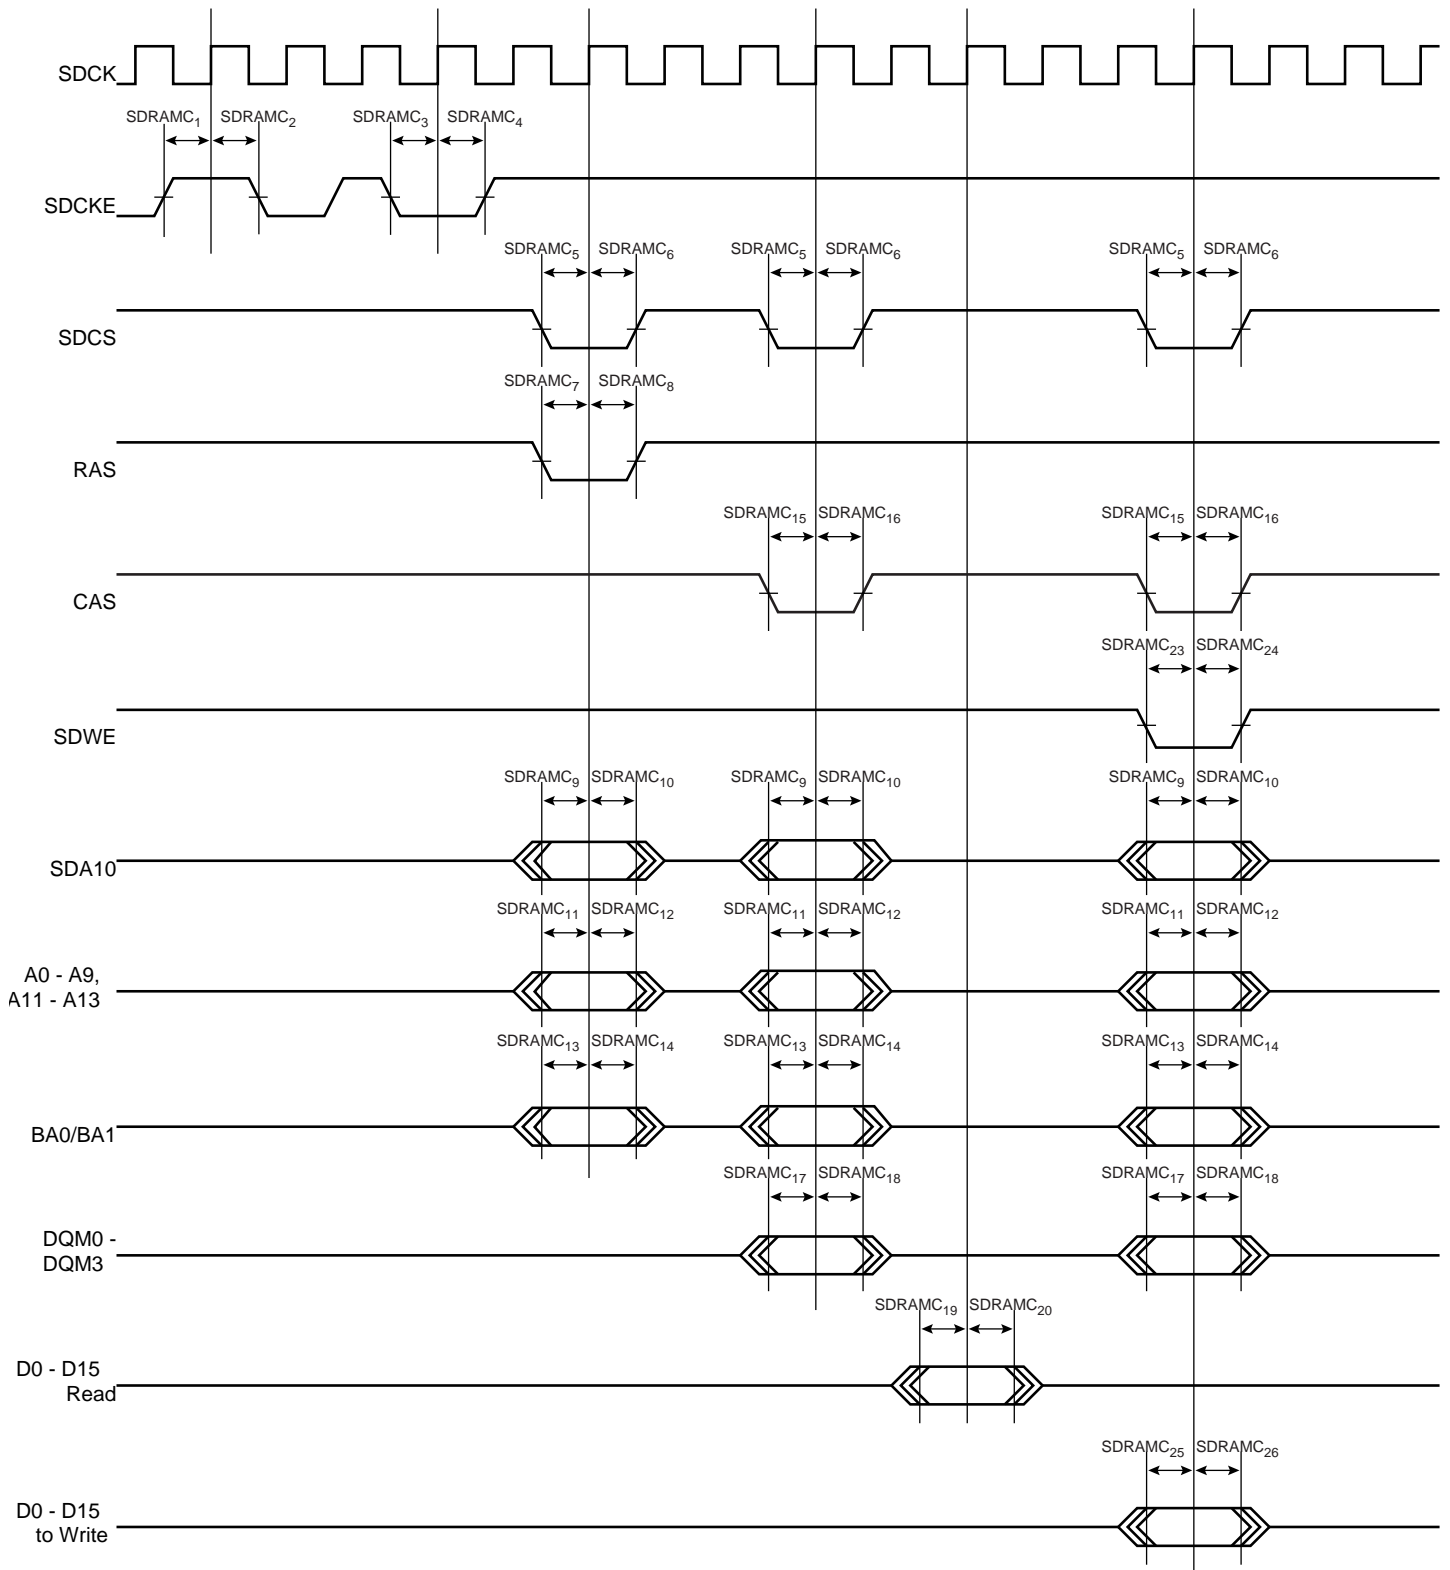 SDCK
SDRAMC1 SDRAMC2 SDRAMC3 SDRAMC4
SDCKE
SDRAMC5 SDRAMC6 SDRAMC5 SDRAMC6 SDRAMC5 SDRAMC6
SDCS
SDRAMC7 SDRAMC8
RAS
SDRAMC15 SDRAMC16 SDRAMC15 SDRAMC16
CAS
SDRAMC23 SDRAMC24
SDWE
SDRAMC9 SDRAMC10 SDRAMC9 SDRAMC10 SDRAMC9 SDRAMC10
SDA10
SDRAMC11 SDRAMC12 SDRAMC11 SDRAMC12 SDRAMC11 SDRAMC12
A0 - A9,
A11 - A13
SDRAMC13 SDRAMC14 SDRAMC13 SDRAMC14 SDRAMC13 SDRAMC14
BA0/BA1
SDRAMC17 SDRAMC18 SDRAMC17 SDRAMC18
DQM0 -
DQM3
SDRAMC19 SDRAMC20
D0 - D15
Read
SDRAMC25 SDRAMC26
D0 - D15
to Write